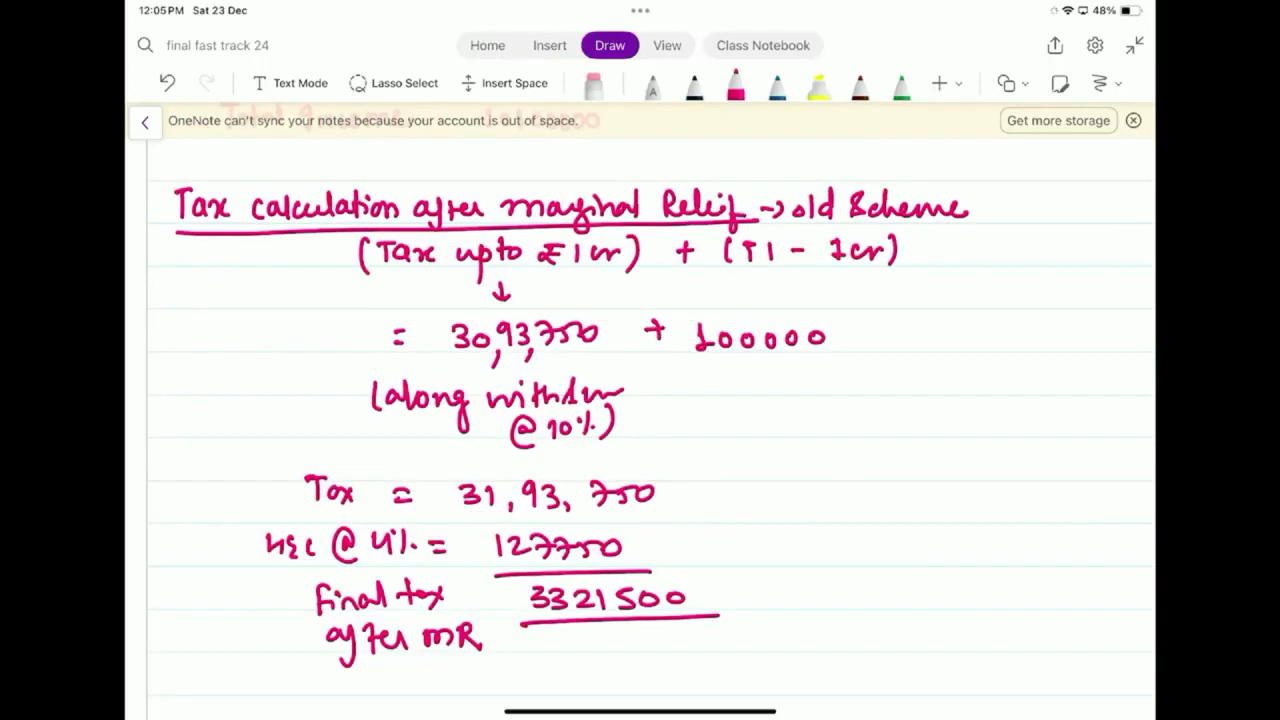 12:05 PM Sat 23 Dec
48%
final fast track 24
Home Insert Draw View Class Notebook
Text Mode Lasso Select Insert Space
A
OneNote can't sync your notes because your account is out of space.
Get more storage
Tax calculation after marginal Relief → old Scheme
(Tax upto ₹1cr) + (TI - 1cr)
↓
= 30,93,750 + 100000
(along with
@ 10%)
Tax = 31,93,750
HEC @ 4% = 127750
final tax 3321500
after MR